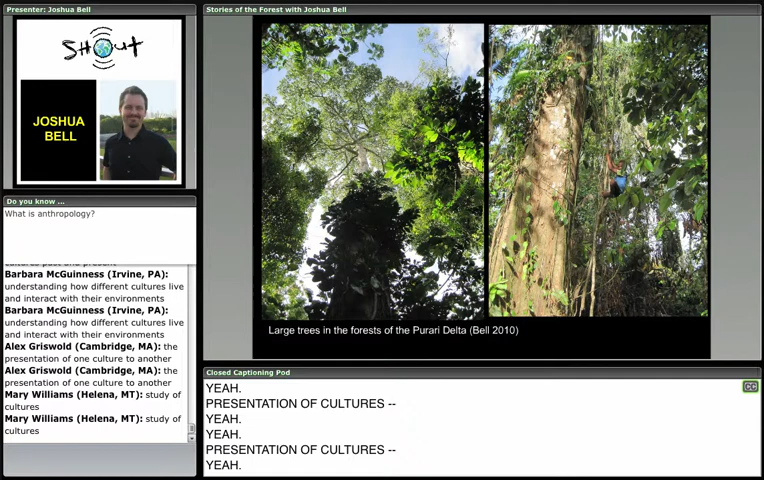 Presenter: Joshua Bell
SHOUT
JOSHUA
BELL
Do you know ...
What is anthropology?
cultures past and present
Barbara McGuinness (Irvine, PA):
understanding how different cultures live
and interact with their environments
Barbara McGuinness (Irvine, PA):
understanding how different cultures live
and interact with their environments
Alex Griswold (Cambridge, MA): the
presentation of one culture to another
Alex Griswold (Cambridge, MA): the
presentation of one culture to another
Mary Williams (Helena, MT): study of
cultures
Mary Williams (Helena, MT): study of
cultures
Stories of the Forest with Joshua Bell
Large trees in the forests of the Purari Delta (Bell 2010)
Closed Captioning Pod
CC
YEAH.
PRESENTATION OF CULTURES --
YEAH.
YEAH.
PRESENTATION OF CULTURES --
YEAH.